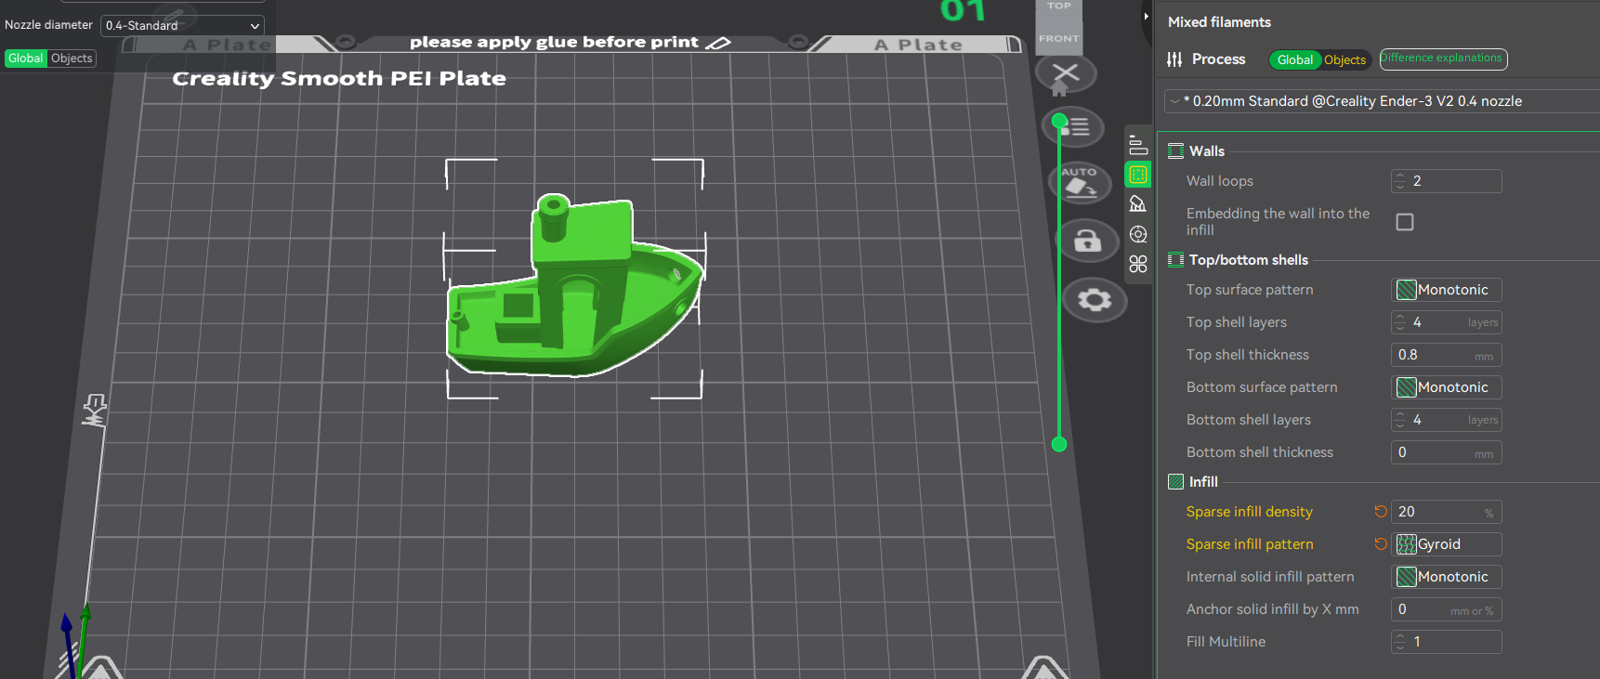 Nozzle diameter 0.4-Standard
Global Objects
A Plate
please apply glue before print
A Plate
Creality Smooth PEI Plate
01
TOP
FRONT
AUTO
Mixed filaments
Process Global Objects Difference explanations
* 0.20mm Standard @Creality Ender-3 V2 0.4 nozzle
Walls
Wall loops 2
Embedding the wall into the
infill
Top/bottom shells
Top surface pattern Monotonic
Top shell layers 4 layers
Top shell thickness 0.8 mm
Bottom surface pattern Monotonic
Bottom shell layers 4 layers
Bottom shell thickness 0 mm
Infill
Sparse infill density 20 %
Sparse infill pattern Gyroid
Internal solid infill pattern Monotonic
Anchor solid infill by X mm 0 mm or %
Fill Multiline 1